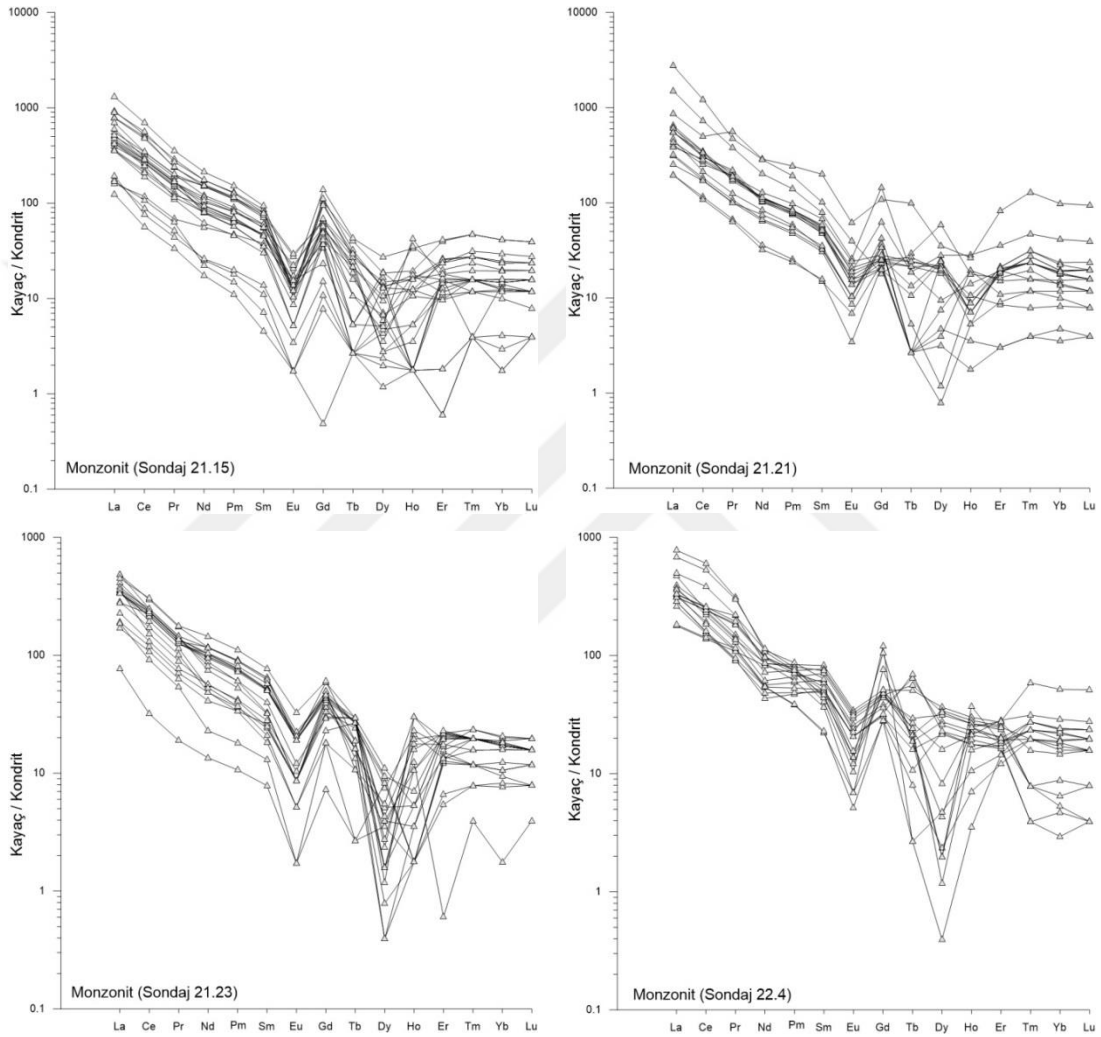 10000
1000
100
10
1
0.1
Kayaç / Kondrit
Monzonit (Sondaj 21.15)
La Ce Pr Nd Pm Sm Eu Gd Tb Dy Ho Er Tm Yb Lu
10000
1000
100
10
1
0.1
Kayaç / Kondrit
Monzonit (Sondaj 21.21)
La Ce Pr Nd Pm Sm Eu Gd Tb Dy Ho Er Tm Yb Lu
1000
100
10
1
0.1
Kayaç / Kondrit
Monzonit (Sondaj 21.23)
La Ce Pr Nd Pm Sm Eu Gd Tb Dy Ho Er Tm Yb Lu
1000
100
10
1
0.1
Kayaç / Kondrit
Monzonit (Sondaj 22.4)
La Ce Pr Nd Pm Sm Eu Gd Tb Dy Ho Er Tm Yb Lu